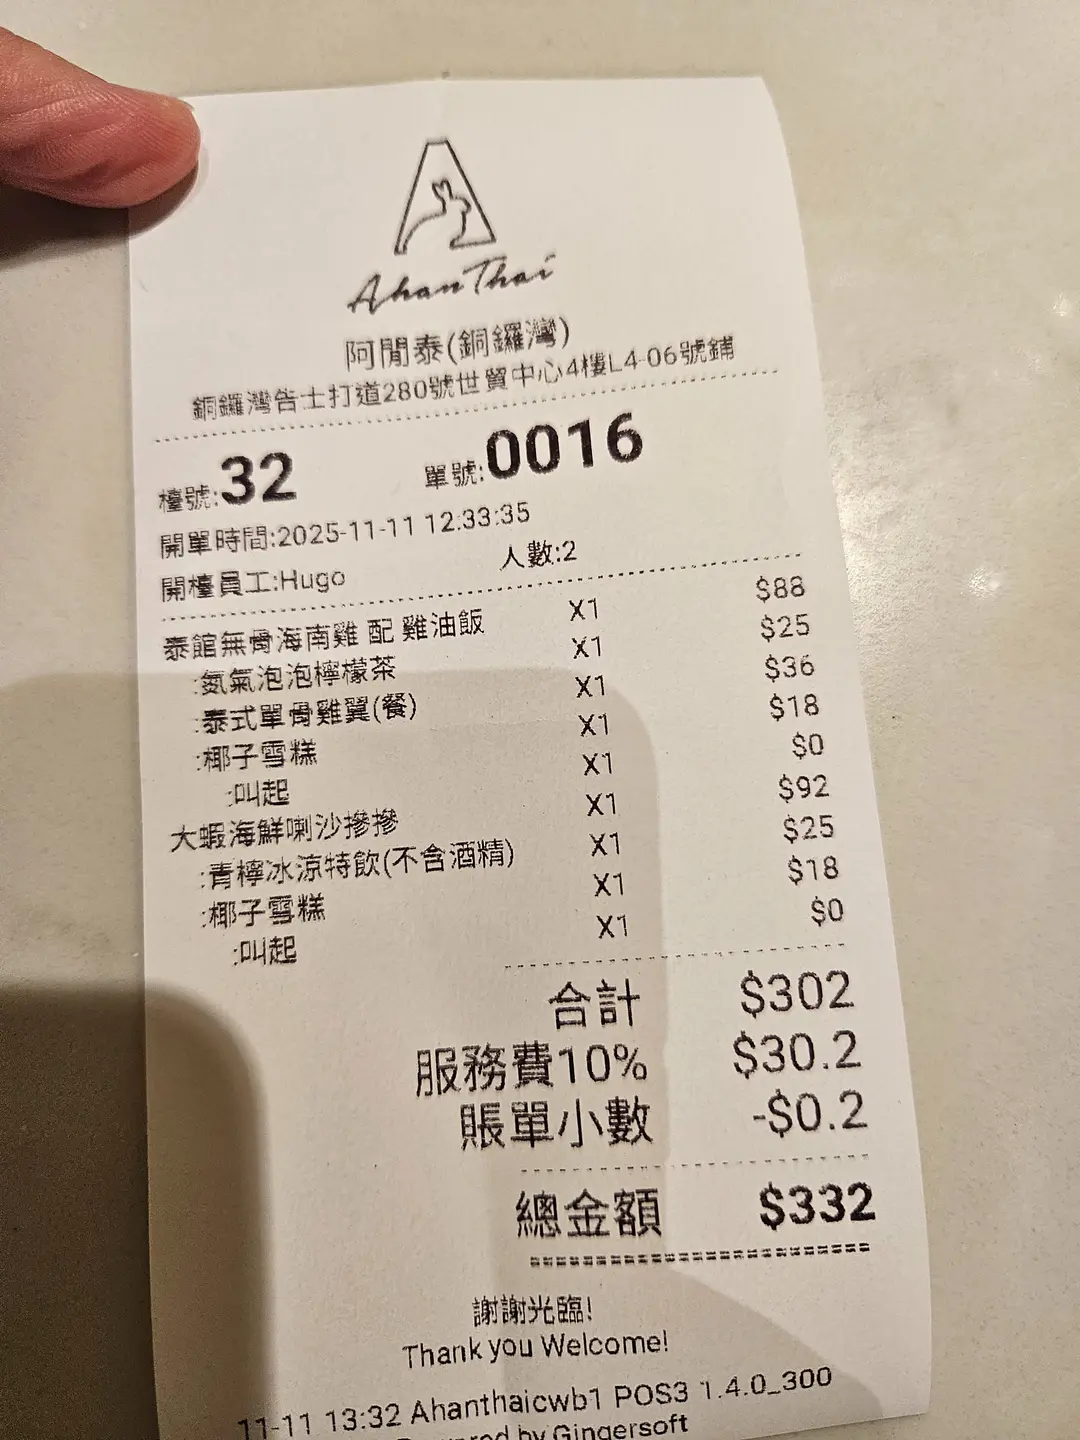 A
AhanThai
阿閒泰(銅鑼灣)
銅鑼灣告士打道280號世貿中心4樓L4-06號鋪
檯號:32 單號:0016
開單時間:2025-11-11 12:33:35
開檯員工:Hugo 人數:2
泰館無骨海南雞 配 雞油飯 X1 $88
:氮氣泡泡檸檬茶 X1 $25
:泰式單骨雞翼(餐) X1 $36
:椰子雪糕 X1 $18
:叫起 X1 $0
大蝦海鮮喇沙摻摻 X1 $92
:青檸冰涼特飲(不含酒精) X1 $25
:椰子雪糕 X1 $18
:叫起 X1 $0
合計 $302
服務費10% $30.2
賬單小數 -$0.2
總金額 $332
謝謝光臨!
Thank you Welcome!
11-11 13:32 Ahanthaicwb1 POS3 1.4.0_300
Powered by Gingersoft